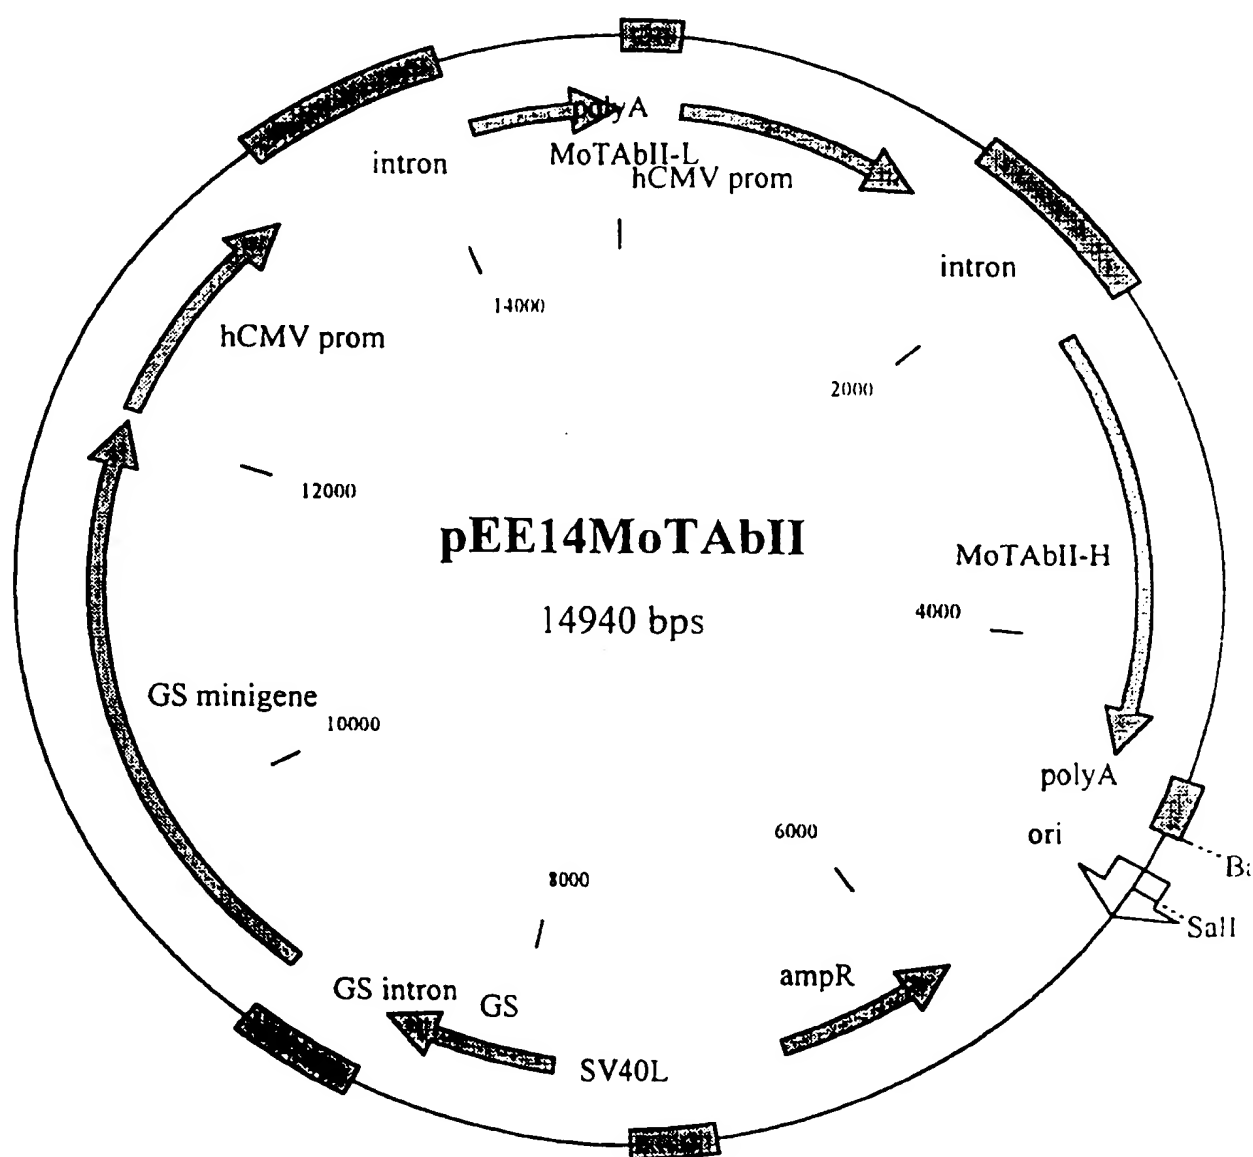 polyA
intron
MoTAbII-L
hCMV prom
intron
14000
hCMV prom
2000
12000
pEE14MoTAbII
MoTAbII-H
4000
14940 bps
GS minigene
10000
polyA
6000
ori
8000
SalI
ampR
GS intron
GS
SV40L